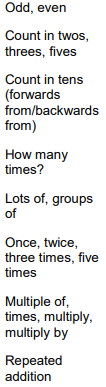 Odd, even
Count in twos,
threes, fives
Count in tens
(forwards
from/backwards
from)
How many
times?
Lots of, groups
of
Once, twice,
three times, five
times
Multiple of,
times, multiply,
multiply by
Repeated
addition